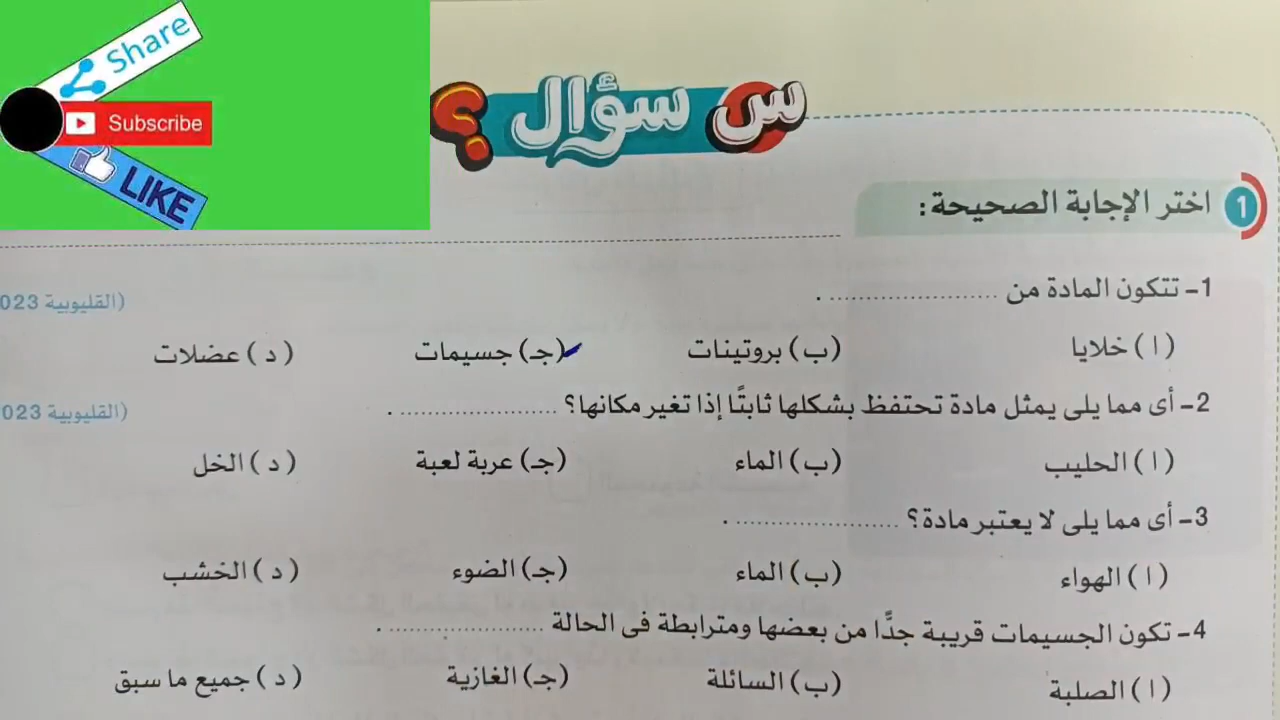 Share
Subscribe
LIKE
س سؤال ؟
1 اختر الإجابة الصحيحة:
1- تتكون المادة من .................... . (القليوبية 023
(ا) خلايا (ب) بروتينات (جـ) جسيمات (د) عضلات
2- أى مما يلى يمثل مادة تحتفظ بشكلها ثابتًا إذا تغير مكانها؟ .................... . (القليوبية 023
(ا) الحليب (ب) الماء (جـ) عربة لعبة (د) الخل
3- أى مما يلى لا يعتبر مادة؟ .................... .
(ا) الهواء (ب) الماء (جـ) الضوء (د) الخشب
4- تكون الجسيمات قريبة جدًّا من بعضها ومترابطة فى الحالة .................... .
(ا) الصلبة (ب) السائلة (جـ) الغازية (د) جميع ما سبق